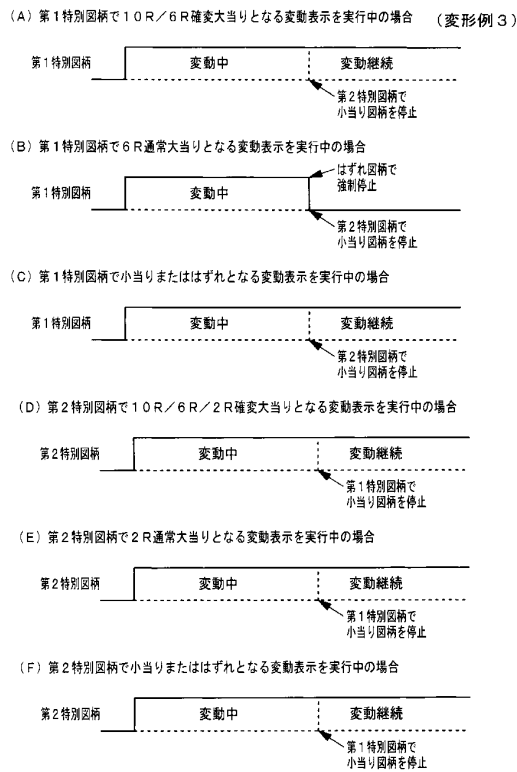 (A) 第1特別図柄で10R/6R確変大当りとなる変動表示を実行中の場合 (変形例3)
第1特別図柄
変動中
変動継続
第2特別図柄で
小当り図柄を停止
(B) 第1特別図柄で6R通常大当りとなる変動表示を実行中の場合
はずれ図柄で
強制停止
第1特別図柄
変動中
第2特別図柄で
小当り図柄を停止
(C) 第1特別図柄で小当りまたははずれとなる変動表示を実行中の場合
第1特別図柄
変動中
変動継続
第2特別図柄で
小当り図柄を停止
(D) 第2特別図柄で10R/6R/2R確変大当りとなる変動表示を実行中の場合
第2特別図柄
変動中
変動継続
第1特別図柄で
小当り図柄を停止
(E) 第2特別図柄で2R通常大当りとなる変動表示を実行中の場合
第2特別図柄
変動中
変動継続
第1特別図柄で
小当り図柄を停止
(F) 第2特別図柄で小当りまたははずれとなる変動表示を実行中の場合
第2特別図柄
変動中
変動継続
第1特別図柄で
小当り図柄を停止